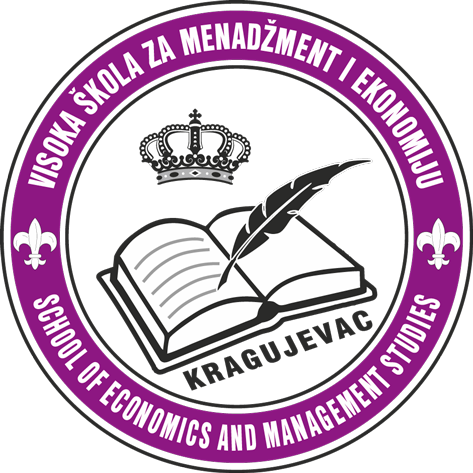 VISOKA ŠKOLA ZA MENADŽMENT I EKONOMIJU
KRAGUJEVAC
SCHOOL OF ECONOMICS AND MANAGEMENT STUDIES